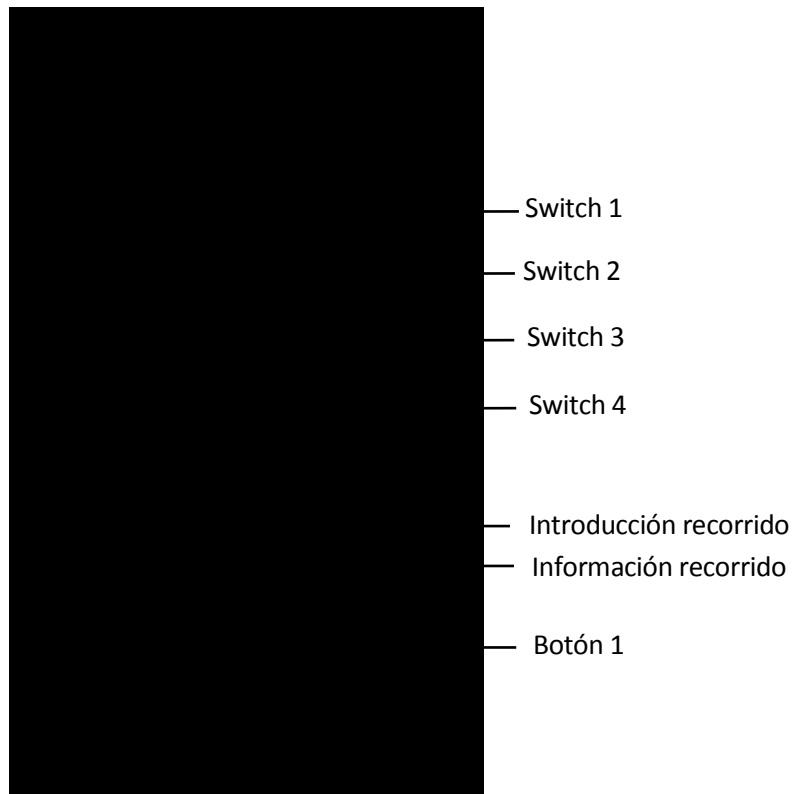 Switch 1
Switch 2
Switch 3
Switch 4
Introducción recorrido
Información recorrido
Botón 1